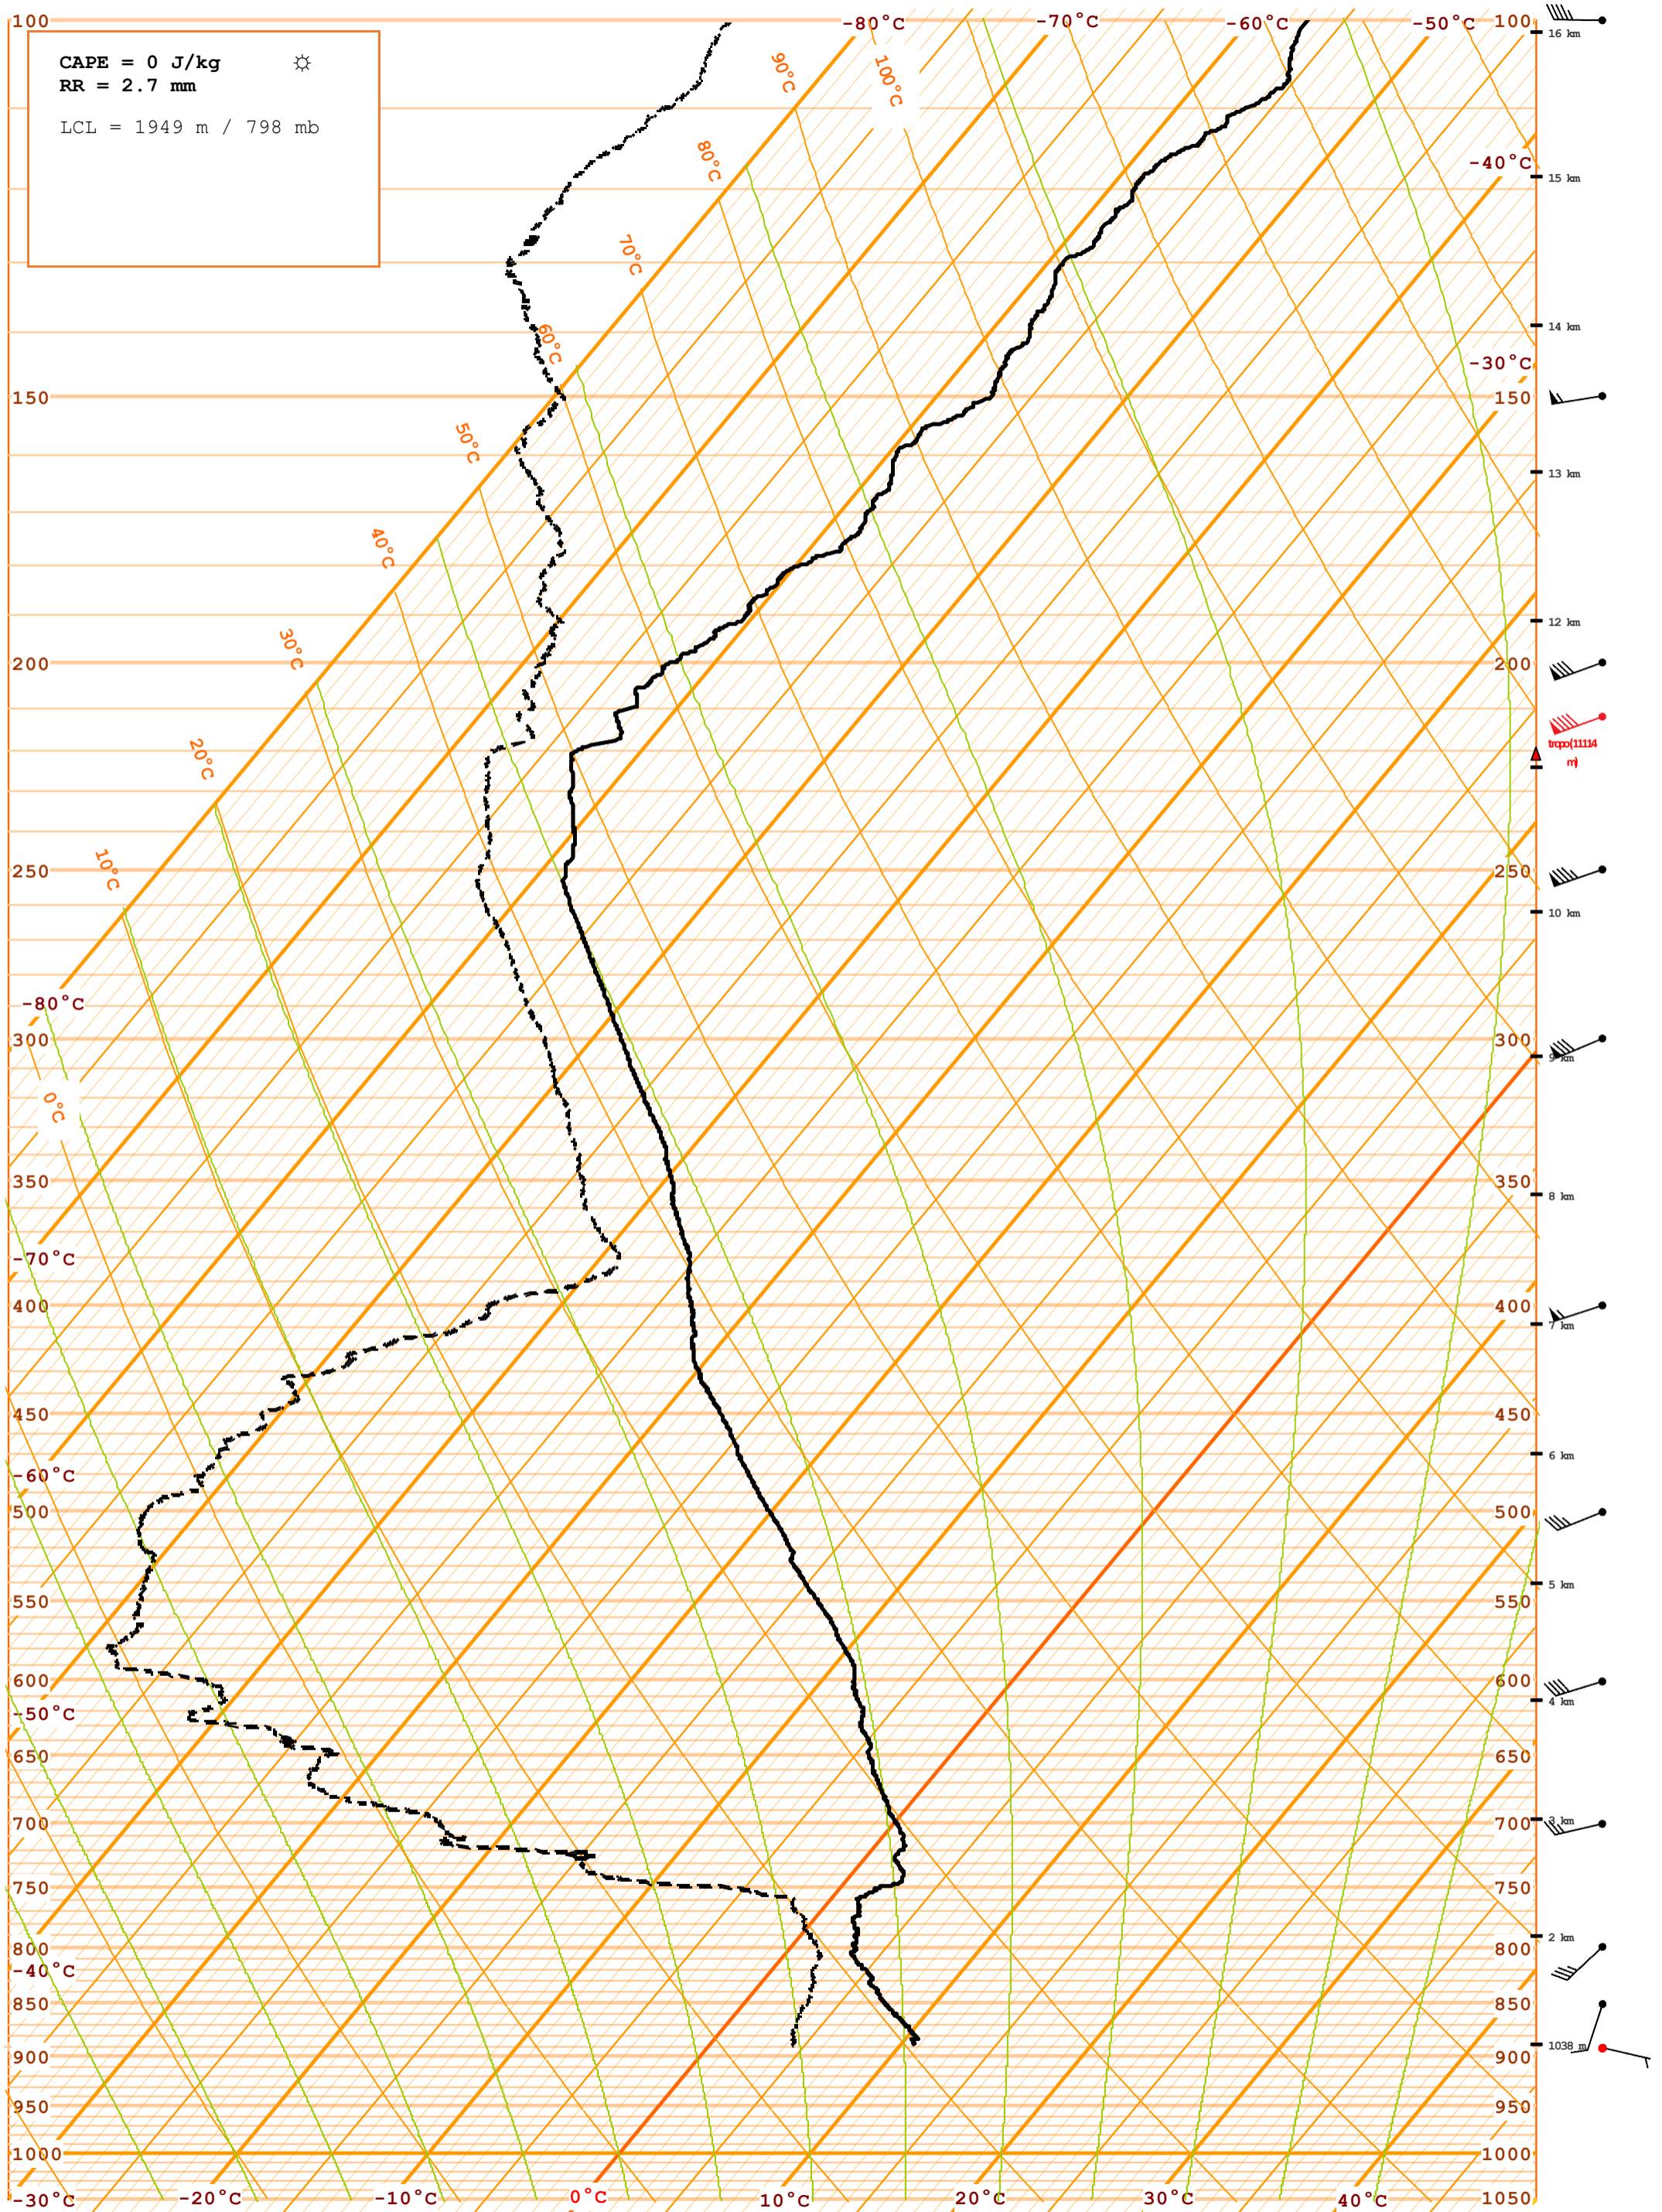 100 -80°C -70°C -60°C -50°C 100
16 km
CAPE = 0 J/kg ☼
RR = 2.7 mm
LCL = 1949 m / 798 mb
90°C 100°C
80°C -40°C
15 km
70°C
60°C 14 km
-30°C
150 150
50°C 13 km
40°C
12 km
30°C
200 200
20°C tropo(11114
m)
10°C
250 250
10 km
-80°C
300 300
9 km
0°C
350 350
8 km
-70°C
400 400
7 km
450 450
6 km
-60°C
500 500
5 km
550 550
600 600
4 km
-50°C
650 650
700 700
3 km
750 750
2 km
800 800
-40°C
850 850
1038 m
900 900
950 950
1000 1000
-30°C -20°C -10°C 0°C 10°C 20°C 30°C 40°C 1050